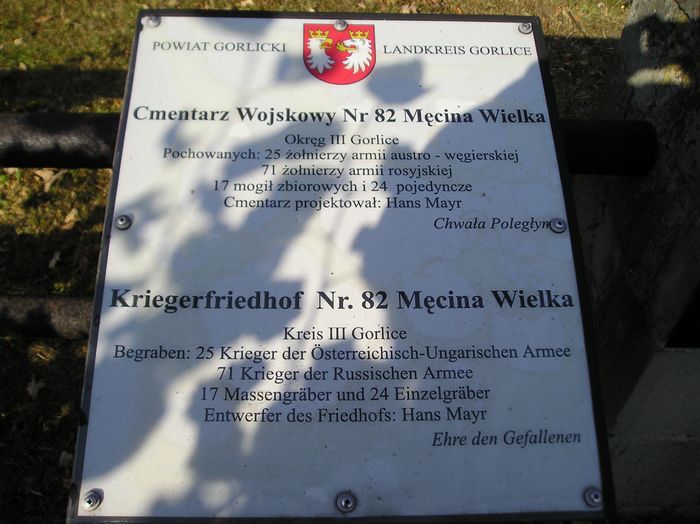 POWIAT GORLICKI LANDKREIS GORLICE
Cmentarz Wojskowy Nr 82 Męcina Wielka
Okręg III Gorlice
Pochowanych: 25 żołnierzy armii austro - węgierskiej
71 żołnierzy armii rosyjskiej
17 mogił zbiorowych i 24 pojedyncze
Cmentarz projektował: Hans Mayr
Chwała Poległym
Kriegerfriedhof Nr. 82 Męcina Wielka
Kreis III Gorlice
Begraben: 25 Krieger der Österreichisch-Ungarischen Armee
71 Krieger der Russischen Armee
17 Massengräber und 24 Einzelgräber
Entwerfer des Friedhofs: Hans Mayr
Ehre den Gefallenen